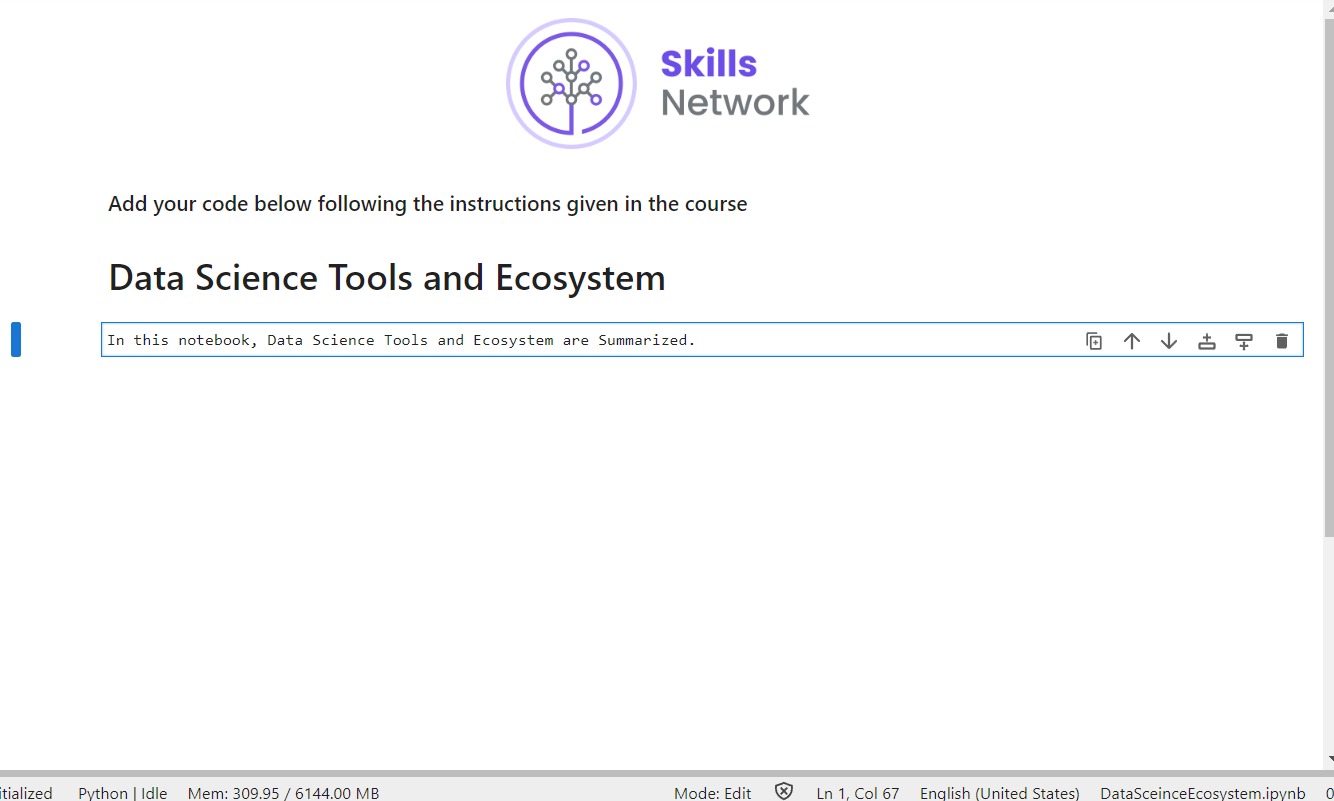 Skills
Network
Add your code below following the instructions given in the course
Data Science Tools and Ecosystem
In this notebook, Data Science Tools and Ecosystem are Summarized.
itialized Python | Idle Mem: 309.95 / 6144.00 MB Mode: Edit Ln 1, Col 67 English (United States) DataSceinceEcosystem.ipynb 0